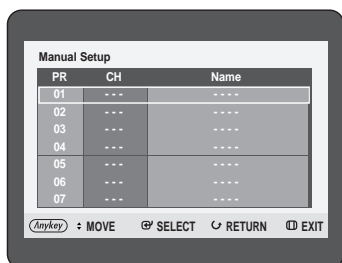 Manual Setup
PR CH Name
01 - - - - - - -
02 - - - - - - -
03 - - - - - - -
04 - - - - - - -
05 - - - - - - -
06 - - - - - - -
07 - - - - - - -
Anykey MOVE SELECT RETURN EXIT